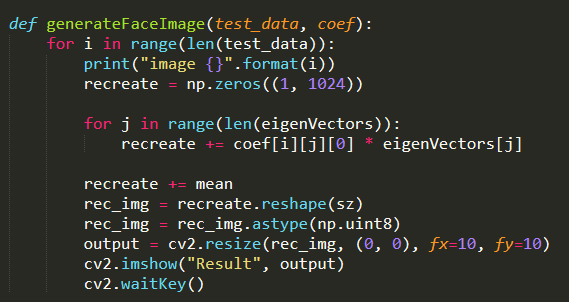 def generateFaceImage(test_data, coef):
    for i in range(len(test_data)):
        print("image {}".format(i))
        recreate = np.zeros((1, 1024))

        for j in range(len(eigenVectors)):
            recreate += coef[i][j][0] * eigenVectors[j]

        recreate += mean
        rec_img = recreate.reshape(sz)
        rec_img = rec_img.astype(np.uint8)
        output = cv2.resize(rec_img, (0, 0), fx=10, fy=10)
        cv2.imshow("Result", output)
        cv2.waitKey()